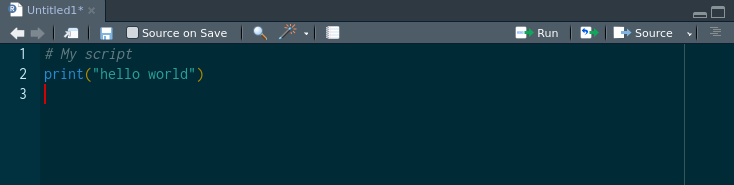 Untitled1*
Source on Save
Run
Source
1 # My script
2 print("hello world")
3